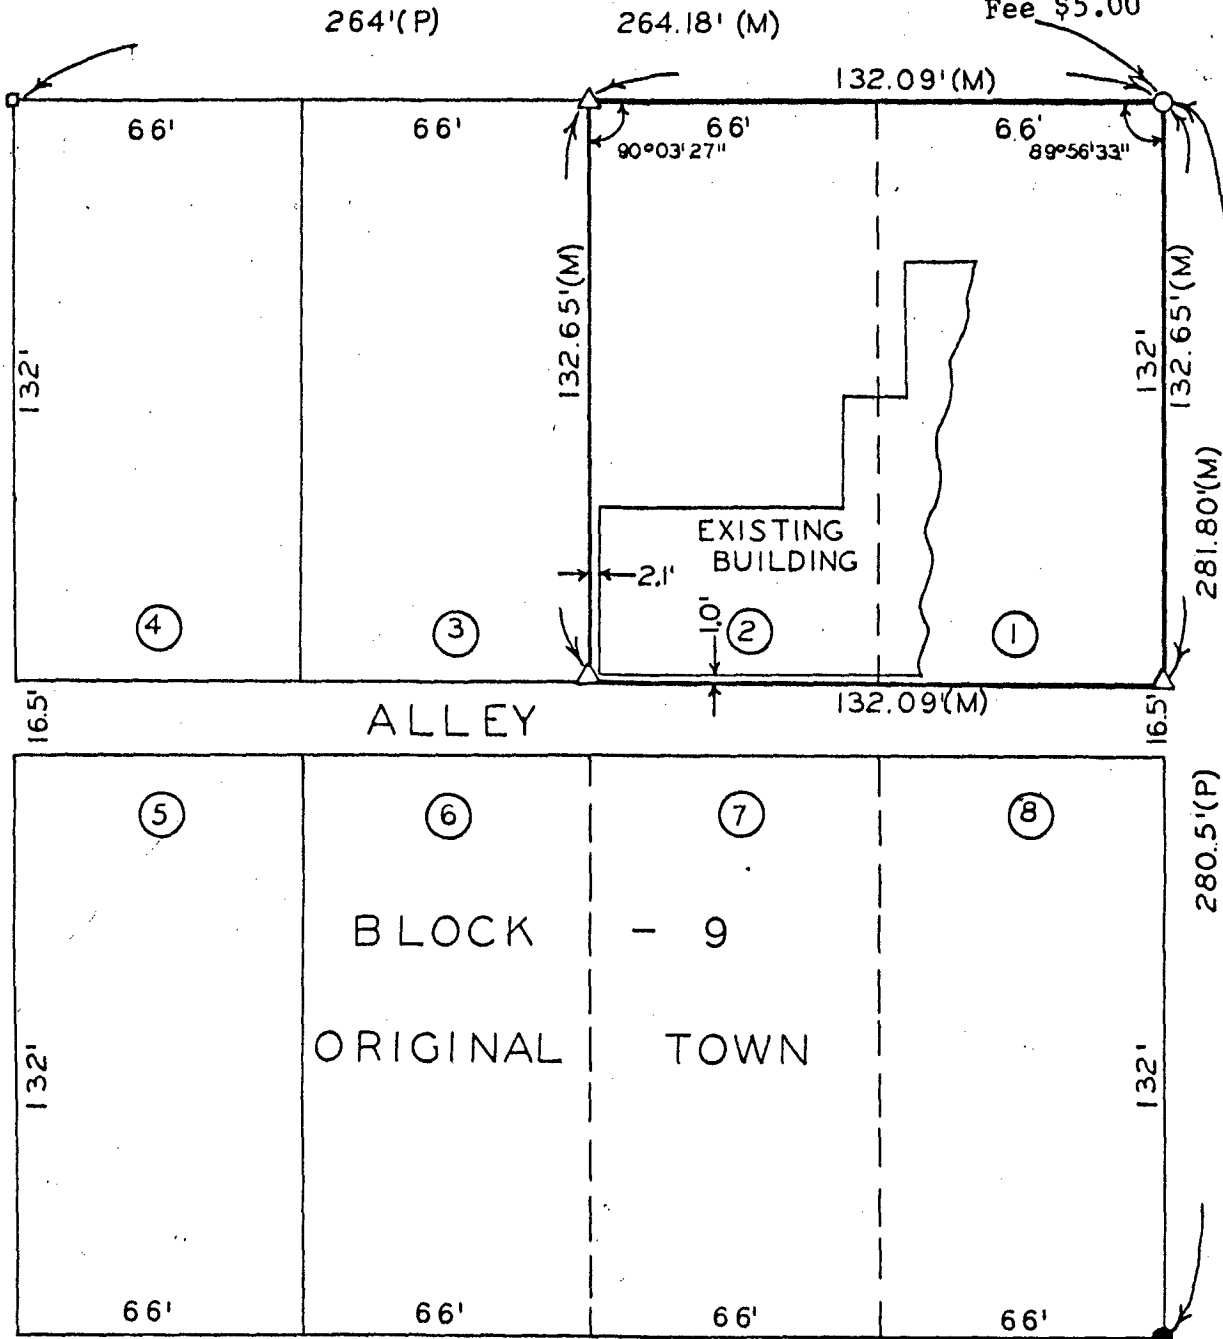 Fee $5.00
264'(P) 264.18' (M)
132.09'(M)
66' 66' 66' 66'
90°03'27" 89°56'33"
132' 132.65'(M) 132' 132.65'(M)
281.80'(M)
EXISTING
BUILDING
2.1'
1.0'
4 3 2 1
132.09'(M)
16.5' ALLEY 16.5'
5 6 7 8
280.5'(P)
BLOCK - 9
ORIGINAL TOWN
132' 132'
66' 66' 66' 66'